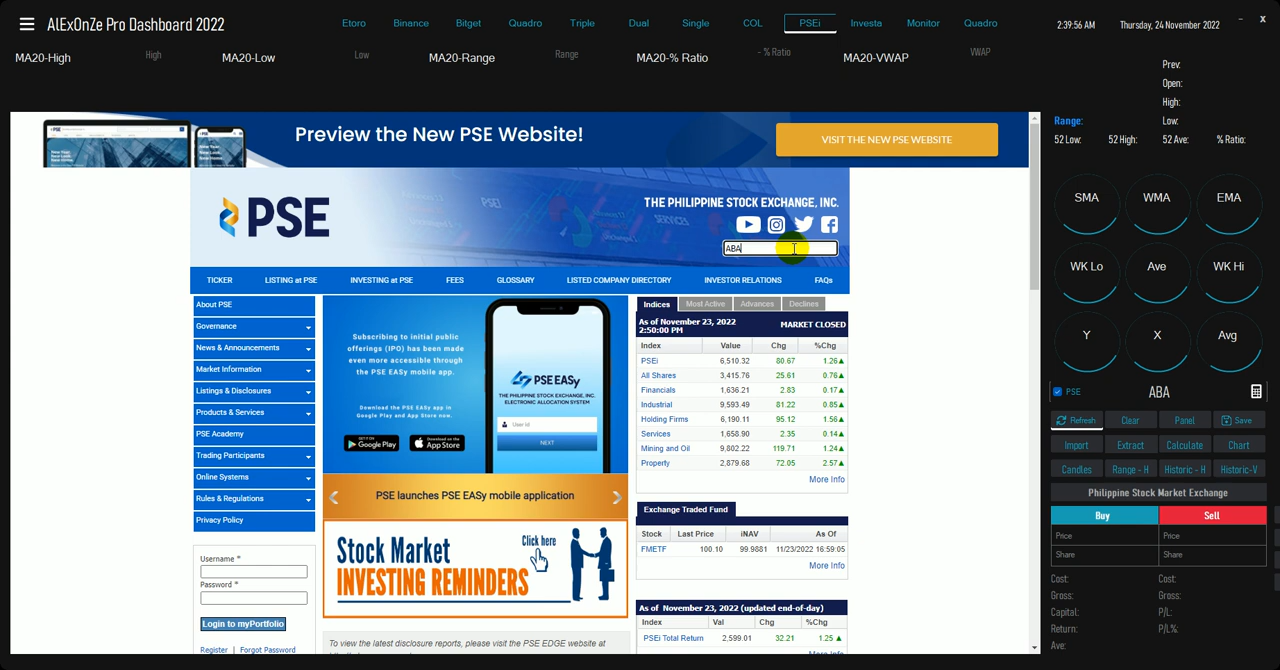 AlExOnZe Pro Dashboard 2022
Etoro Binance Bitget Quadro Triple Dual Single COL PSEi Investa Monitor Quadro
2:39:56 AM Thursday, 24 November 2022 – X
MA20-High High MA20-Low Low MA20-Range Range MA20-% Ratio - % Ratio MA20-VWAP VWAP
Prev:
Open:
High:
Range: Low:
52 Low: 52 High: 52 Ave: % Ratio:
Preview the New PSE Website!
VISIT THE NEW PSE WEBSITE
PSE
THE PHILIPPINE STOCK EXCHANGE, INC.
ABA
TICKER LISTING at PSE INVESTING at PSE FEES GLOSSARY LISTED COMPANY DIRECTORY INVESTOR RELATIONS FAQs
About PSE
Governance
News & Announcements
Market Information
Listings & Disclosures
Products & Services
PSE Academy
Trading Participants
Online Systems
Rules & Regulations
Privacy Policy
Username *
Password *
Login to myPortfolio
Register | Forgot Password
Subscribing to initial public
offerings (IPO) has been made
even more accessible through
the PSE EASy mobile app.
Download the PSE EASy app in
Google Play and App Store now.
GET IT ON
Google Play
Download on the
App Store
PSE EASy
THE PHILIPPINE STOCK EXCHANGE, INC.
ELECTRONIC ALLOCATION SYSTEM
User Id
NEXT
PSE launches PSE EASy mobile application
Stock Market
INVESTING REMINDERS
Click here
To view the latest disclosure reports, please visit the PSE EDGE website at
Indices Most Active Advances Declines
As of November 23, 2022
2:50:00 PM MARKET CLOSED
Index Value Chg %Chg
PSEi 6,510.32 80.67 1.26▲
All Shares 3,415.76 25.61 0.76▲
Financials 1,636.21 2.83 0.17▲
Industrial 9,593.49 81.22 0.85▲
Holding Firms 6,190.11 95.12 1.56▲
Services 1,658.90 2.35 0.14▲
Mining and Oil 9,802.22 119.71 1.24▲
Property 2,879.68 72.05 2.57▲
More Info
Exchange Traded Fund
Stock Last Price iNAV As Of
FMETF 100.10 99.9881 11/23/2022 16:59:05
More Info
As of November 23, 2022 (updated end-of-day)
Index Val Chg %Chg
PSEi Total Return 2,599.01 32.21 1.25 ▲
More Info
SMA WMA EMA
WK Lo Ave WK Hi
Y X Avg
PSE ABA
Refresh Clear Panel Save
Import Extract Calculate Chart
Candles Range - H Historic - H Historic-V
Philippine Stock Market Exchange
Buy Sell
Price Price
Share Share
Cost: Cost:
Gross: Gross:
Capital: P/L:
Return: P/L%:
Ave: